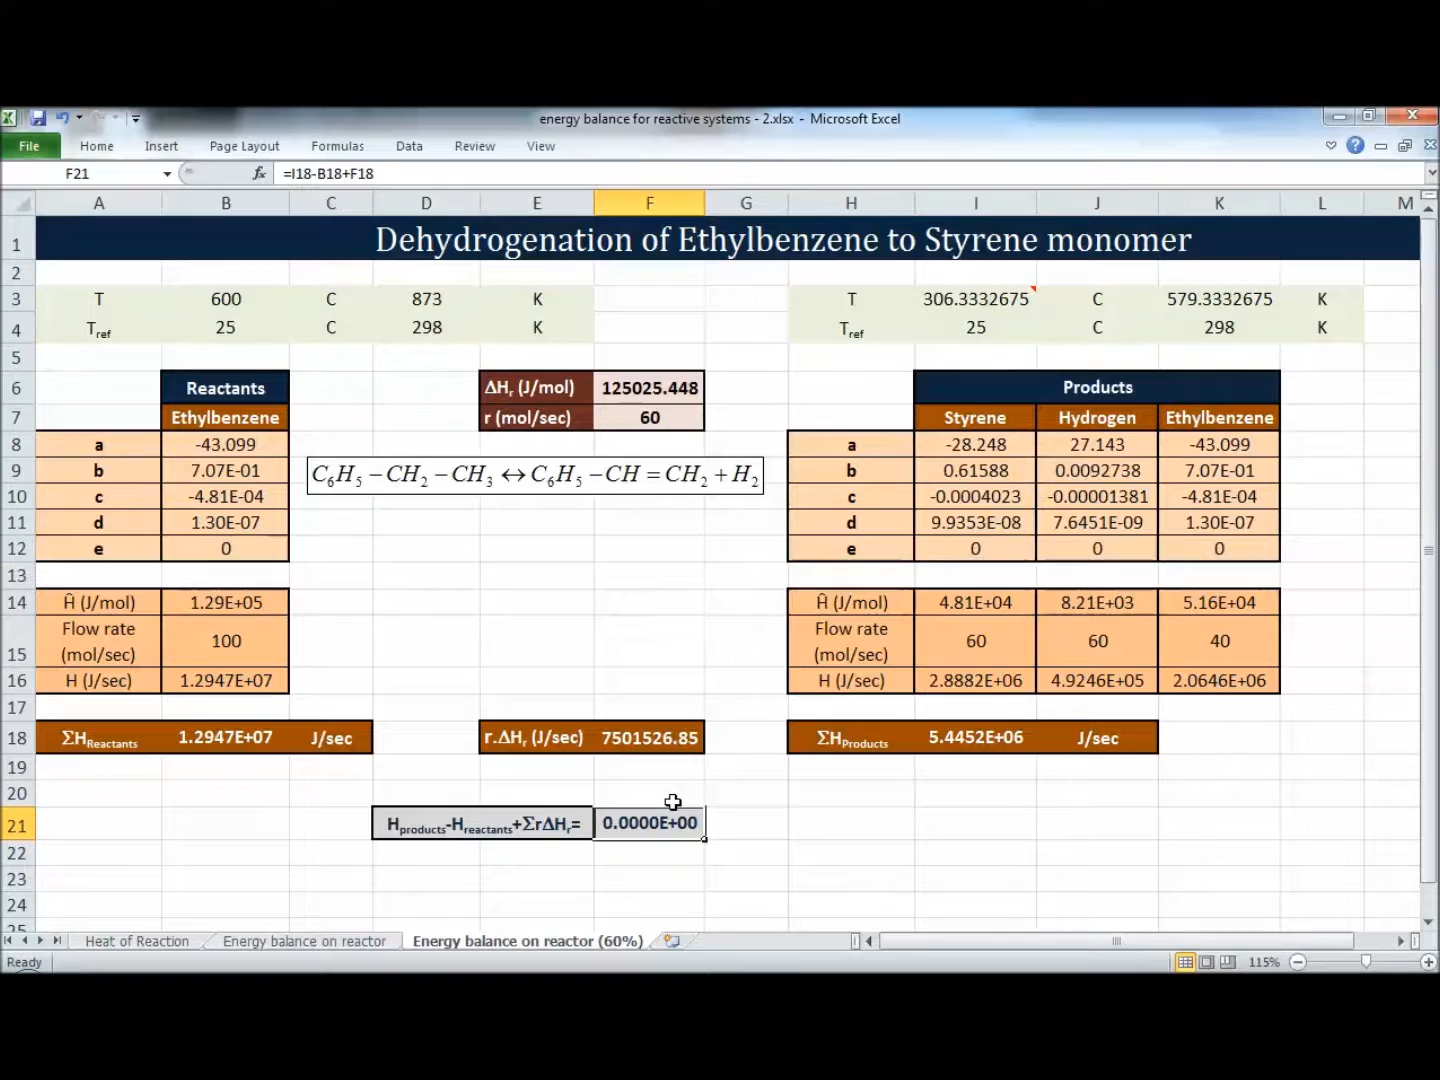 energy balance for reactive systems - 2.xlsx - Microsoft Excel
File Home Insert Page Layout Formulas Data Review View
F21 fx =I18-B18+F18
A B C D E F G H I J K L M
1 Dehydrogenation of Ethylbenzene to Styrene monomer
2
3 T 600 C 873 K T 306.3332675 C 579.3332675 K
4 Tref 25 C 298 K Tref 25 C 298 K
5
6 Reactants ΔHr (J/mol) 125025.448 Products
7 Ethylbenzene r (mol/sec) 60 Styrene Hydrogen Ethylbenzene
8 a -43.099 a -28.248 27.143 -43.099
9 b 7.07E-01 C6H5 − CH2 − CH3 ↔ C6H5 − CH = CH2 + H2 b 0.61588 0.0092738 7.07E-01
10 c -4.81E-04 c -0.0004023 -0.00001381 -4.81E-04
11 d 1.30E-07 d 9.9353E-08 7.6451E-09 1.30E-07
12 e 0 e 0 0 0
13
14 Ĥ (J/mol) 1.29E+05 Ĥ (J/mol) 4.81E+04 8.21E+03 5.16E+04
15 Flow rate (mol/sec) 100 Flow rate (mol/sec) 60 60 40
16 H (J/sec) 1.2947E+07 H (J/sec) 2.8882E+06 4.9246E+05 2.0646E+06
17
18 ΣHReactants 1.2947E+07 J/sec r.ΔHr (J/sec) 7501526.85 ΣHProducts 5.4452E+06 J/sec
19
20
21 Hproducts-Hreactants+ΣrΔHr= 0.0000E+00
22
23
24
25
Heat of Reaction Energy balance on reactor Energy balance on reactor (60%)
Ready 115%